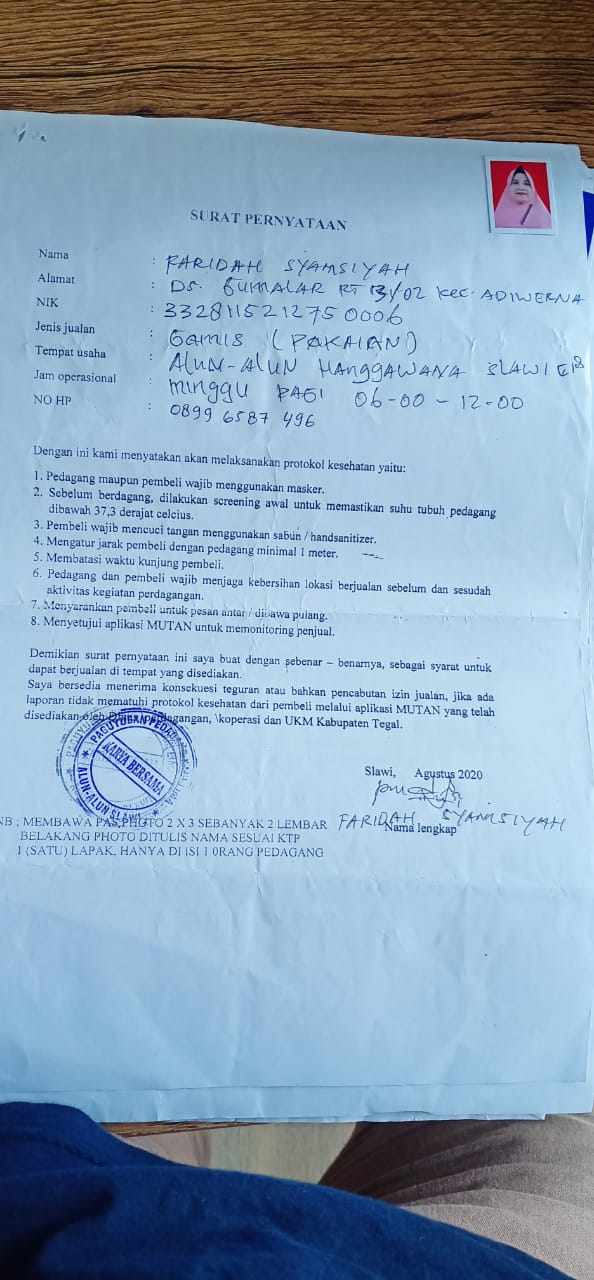 SURAT PERNYATAAN
Nama : FARIDAH SYAMSIYAH
Alamat : DS. GUMALAR RT 13/02 KEC. ADIWERNA
NIK : 3328115212750006
Jenis jualan : GAMIS (PAKAIAN)
Tempat usaha : ALUN-ALUN HANGGAWANA SLAWI
Jam operasional : MINGGU PAGI 06-00 - 12-00
NO HP : 0899 6587 496
Dengan ini kami menyatakan akan melaksanakan protokol kesehatan yaitu:
1. Pedagang maupun pembeli wajib menggunakan masker.
2. Sebelum berdagang, dilakukan screening awal untuk memastikan suhu tubuh pedagang
dibawah 37,3 derajat celcius.
3. Pembeli wajib mencuci tangan menggunakan sabun / handsanitizer.
4. Mengatur jarak pembeli dengan pedagang minimal 1 meter.
5. Membatasi waktu kunjung pembeli.
6. Pedagang dan pembeli wajib menjaga kebersihan lokasi berjualan sebelum dan sesudah
aktivitas kegiatan perdagangan.
7. Menyarankan pembeli untuk pesan antar / dibawa pulang.
8. Menyetujui aplikasi MUTAN untuk memonitoring penjual.
Demikian surat pernyataan ini saya buat dengan sebenar – benarnya, sebagai syarat untuk
dapat berjualan di tempat yang disediakan.
Saya bersedia menerima konsekuesi teguran atau bahkan pencabutan izin jualan, jika ada
laporan tidak mematuhi protokol kesehatan dari pembeli melalui aplikasi MUTAN yang telah
disediakan oleh Dinas perdagangan, \koperasi dan UKM Kabupaten Tegal.
KARYA BERSAMA
ALUN-ALUN SLAWI
Slawi, Agustus 2020
FARIDAH SYAMSIYAH
Nama lengkap
NB ; MEMBAWA PAS PHOTO 2 X 3 SEBANYAK 2 LEMBAR
BELAKANG PHOTO DITULIS NAMA SESUAI KTP
1 (SATU) LAPAK, HANYA DI ISI 1 0RANG PEDAGANG